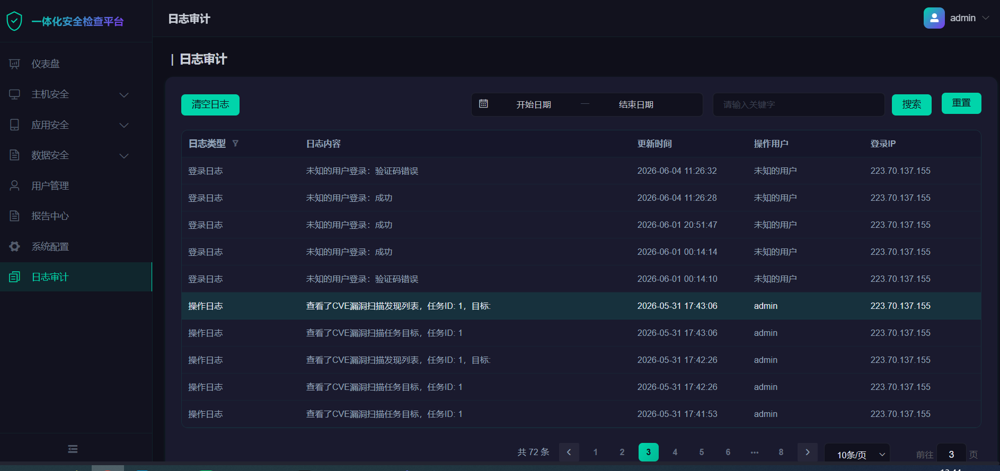 一体化安全检查平台
日志审计
admin
仪表盘
主机安全
应用安全
数据安全
用户管理
报告中心
系统配置
日志审计
| 日志审计
清空日志 开始日期 — 结束日期 请输入关键字 搜索 重置
日志类型 日志内容 更新时间 操作用户 登录IP
登录日志 未知的用户登录：验证码错误 2026-06-04 11:26:32 未知的用户 223.70.137.155
登录日志 未知的用户登录：成功 2026-06-04 11:26:28 未知的用户 223.70.137.155
登录日志 未知的用户登录：成功 2026-06-01 20:51:47 未知的用户 223.70.137.155
登录日志 未知的用户登录：成功 2026-06-01 00:14:14 未知的用户 223.70.137.155
登录日志 未知的用户登录：验证码错误 2026-06-01 00:14:10 未知的用户 223.70.137.155
操作日志 查看了CVE漏洞扫描发现列表，任务ID: 1，目标: 2026-05-31 17:43:06 admin 223.70.137.155
操作日志 查看了CVE漏洞扫描任务目标，任务ID: 1 2026-05-31 17:43:06 admin 223.70.137.155
操作日志 查看了CVE漏洞扫描发现列表，任务ID: 1，目标: 2026-05-31 17:42:26 admin 223.70.137.155
操作日志 查看了CVE漏洞扫描任务目标，任务ID: 1 2026-05-31 17:42:26 admin 223.70.137.155
操作日志 查看了CVE漏洞扫描任务目标，任务ID: 1 2026-05-31 17:41:53 admin 223.70.137.155
共 72 条 1 2 3 4 5 6 ••• 8 10条/页 前往 3 页